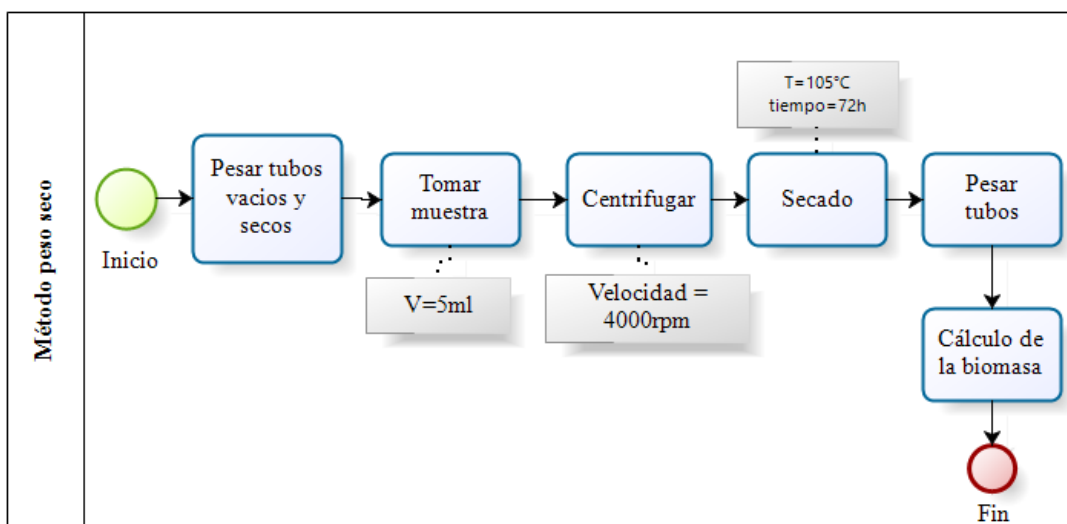 Método peso seco
Inicio
Pesar tubos
vacios y
secos
Tomar
muestra
V=5ml
Centrifugar
Velocidad =
4000rpm
T=105°C
tiempo=72h
Secado
Pesar
tubos
Cálculo de
la biomasa
Fin